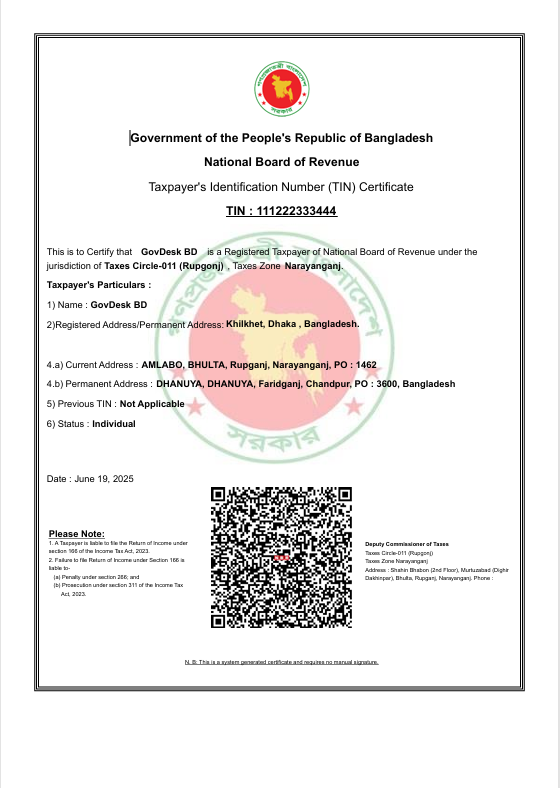 গণপ্রজাতন্ত্রী বাংলাদেশ
সরকার
Government of the People's Republic of Bangladesh
National Board of Revenue
Taxpayer's Identification Number (TIN) Certificate
TIN : 111222333444
This is to Certify that GovDesk BD is a Registered Taxpayer of National Board of Revenue under the
jurisdiction of Taxes Circle-011 (Rupgonj) , Taxes Zone Narayanganj.
Taxpayer's Particulars :
1) Name : GovDesk BD
2)Registered Address/Permanent Address: Khilkhet, Dhaka , Bangladesh.
4.a) Current Address : AMLABO, BHULTA, Rupganj, Narayanganj, PO : 1462
4.b) Permanent Address : DHANUYA, DHANUYA, Faridganj, Chandpur, PO : 3600, Bangladesh
5) Previous TIN : Not Applicable
6) Status : Individual
গণপ্রজাতন্ত্রী বাংলাদেশ
সরকার
Date : June 19, 2025
Please Note:
1. A Taxpayer is liable to file the Return of Income under
section 166 of the Income Tax Act, 2023.
2. Failure to file Return of Income under Section 166 is
liable to-
(a) Penalty under section 266; and
(b) Prosecution under section 311 of the Income Tax
Act, 2023.
Deputy Commissioner of Taxes
Taxes Circle-011 (Rupgonj)
Taxes Zone Narayanganj
Address : Shahin Bhabon (2nd Floor), Murtuzabad (Dighir
Dakhinpar), Bhulta, Rupganj, Narayanganj. Phone :
N. B: This is a system generated certificate and requires no manual signature.